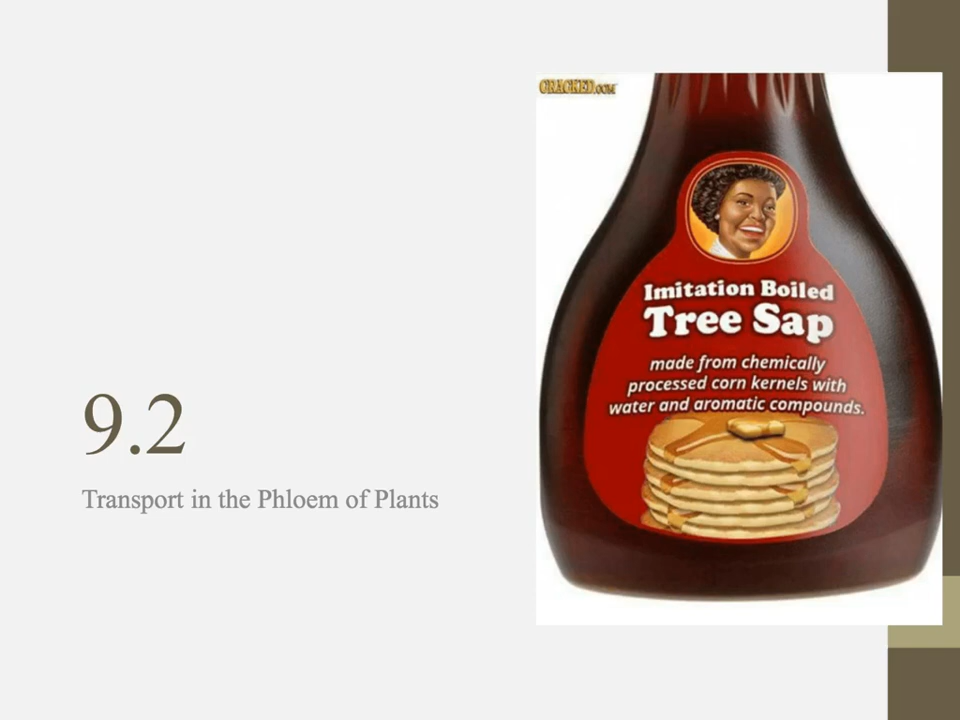 9.2
Transport in the Phloem of Plants
CRACKED.COM
Imitation Boiled
Tree Sap
made from chemically
processed corn kernels with
water and aromatic compounds.